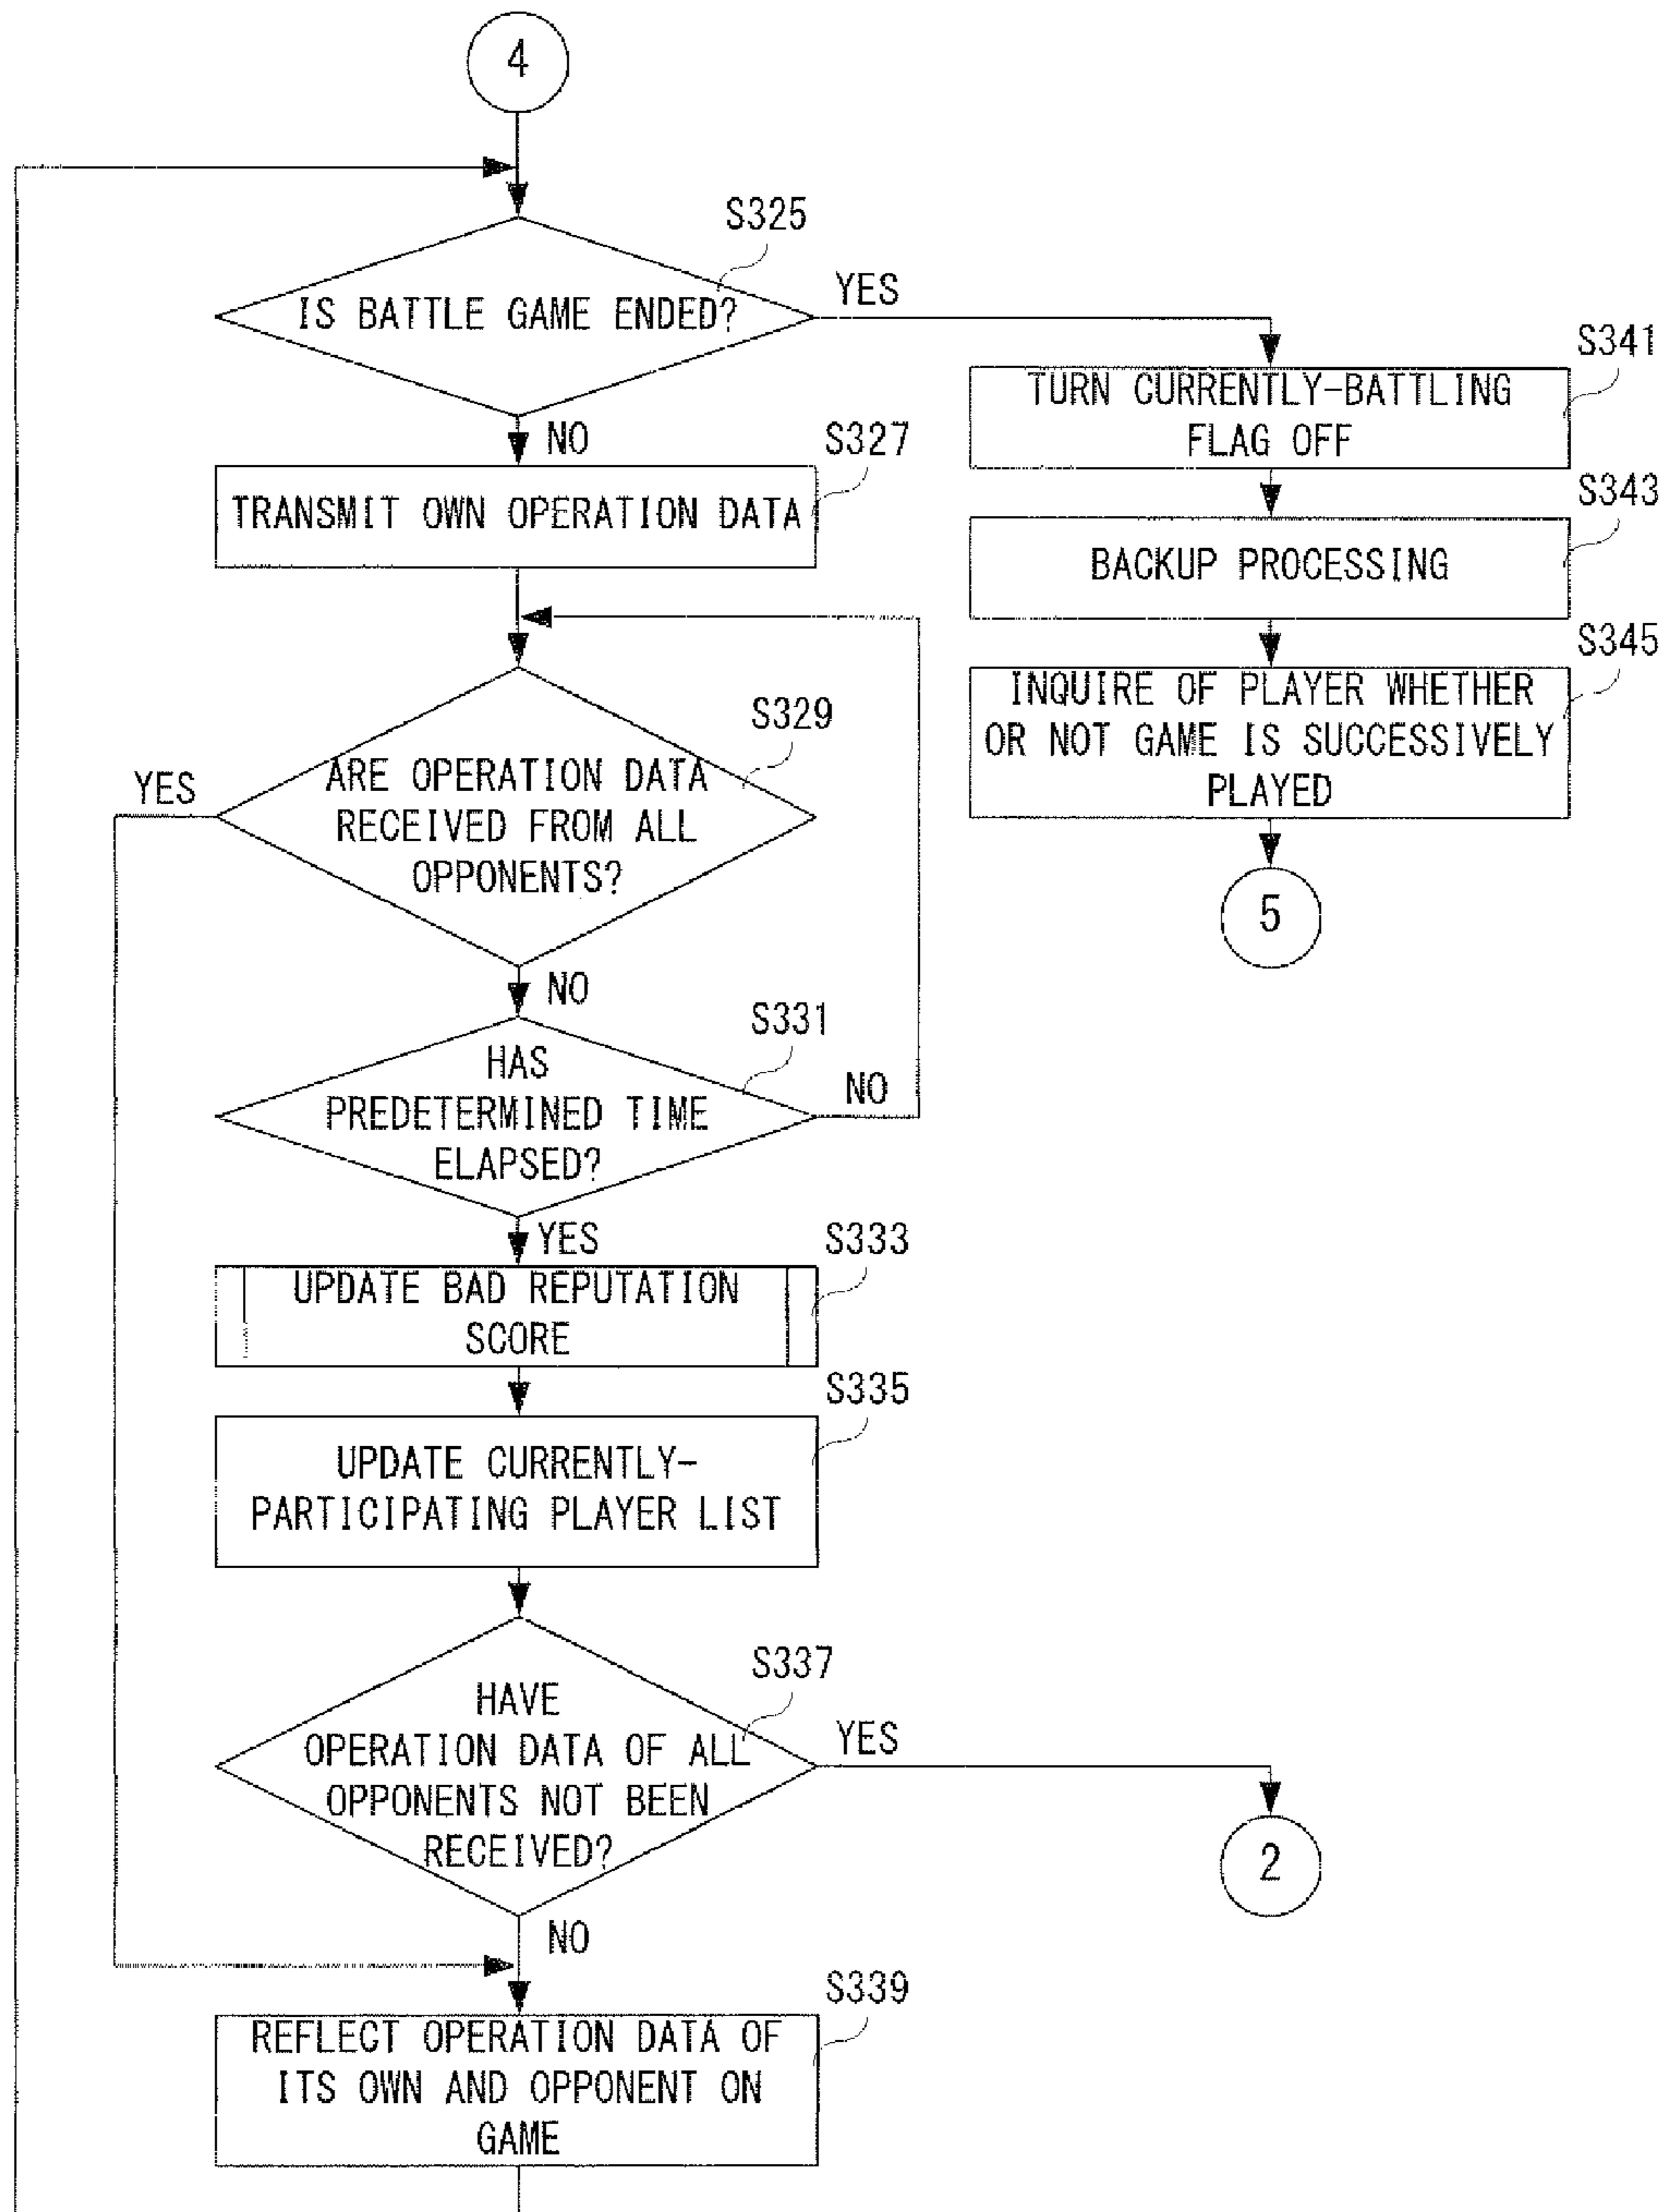 4
S325
IS BATTLE GAME ENDED?
YES
NO
S327
TRANSMIT OWN OPERATION DATA
S341
TURN CURRENTLY-BATTLING
FLAG OFF
S343
BACKUP PROCESSING
S345
INQUIRE OF PLAYER WHETHER
OR NOT GAME IS SUCCESSIVELY
PLAYED
5
S329
ARE OPERATION DATA
RECEIVED FROM ALL
OPPONENTS?
YES
NO
S331
HAS
PREDETERMINED TIME
ELAPSED?
NO
YES
S333
UPDATE BAD REPUTATION
SCORE
S335
UPDATE CURRENTLY-
PARTICIPATING PLAYER LIST
S337
HAVE
OPERATION DATA OF ALL
OPPONENTS NOT BEEN
RECEIVED?
YES
2
NO
S339
REFLECT OPERATION DATA OF
ITS OWN AND OPPONENT ON
GAME